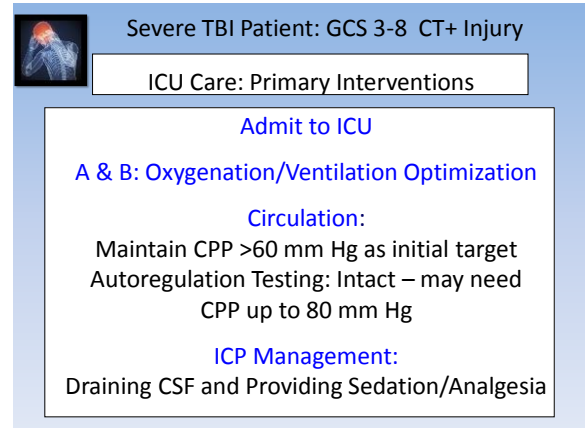 Severe TBI Patient: GCS 3-8 CT+ Injury
ICU Care: Primary Interventions
Admit to ICU
A & B: Oxygenation/Ventilation Optimization
Circulation:
Maintain CPP >60 mm Hg as initial target
Autoregulation Testing: Intact – may need
CPP up to 80 mm Hg
ICP Management:
Draining CSF and Providing Sedation/Analgesia